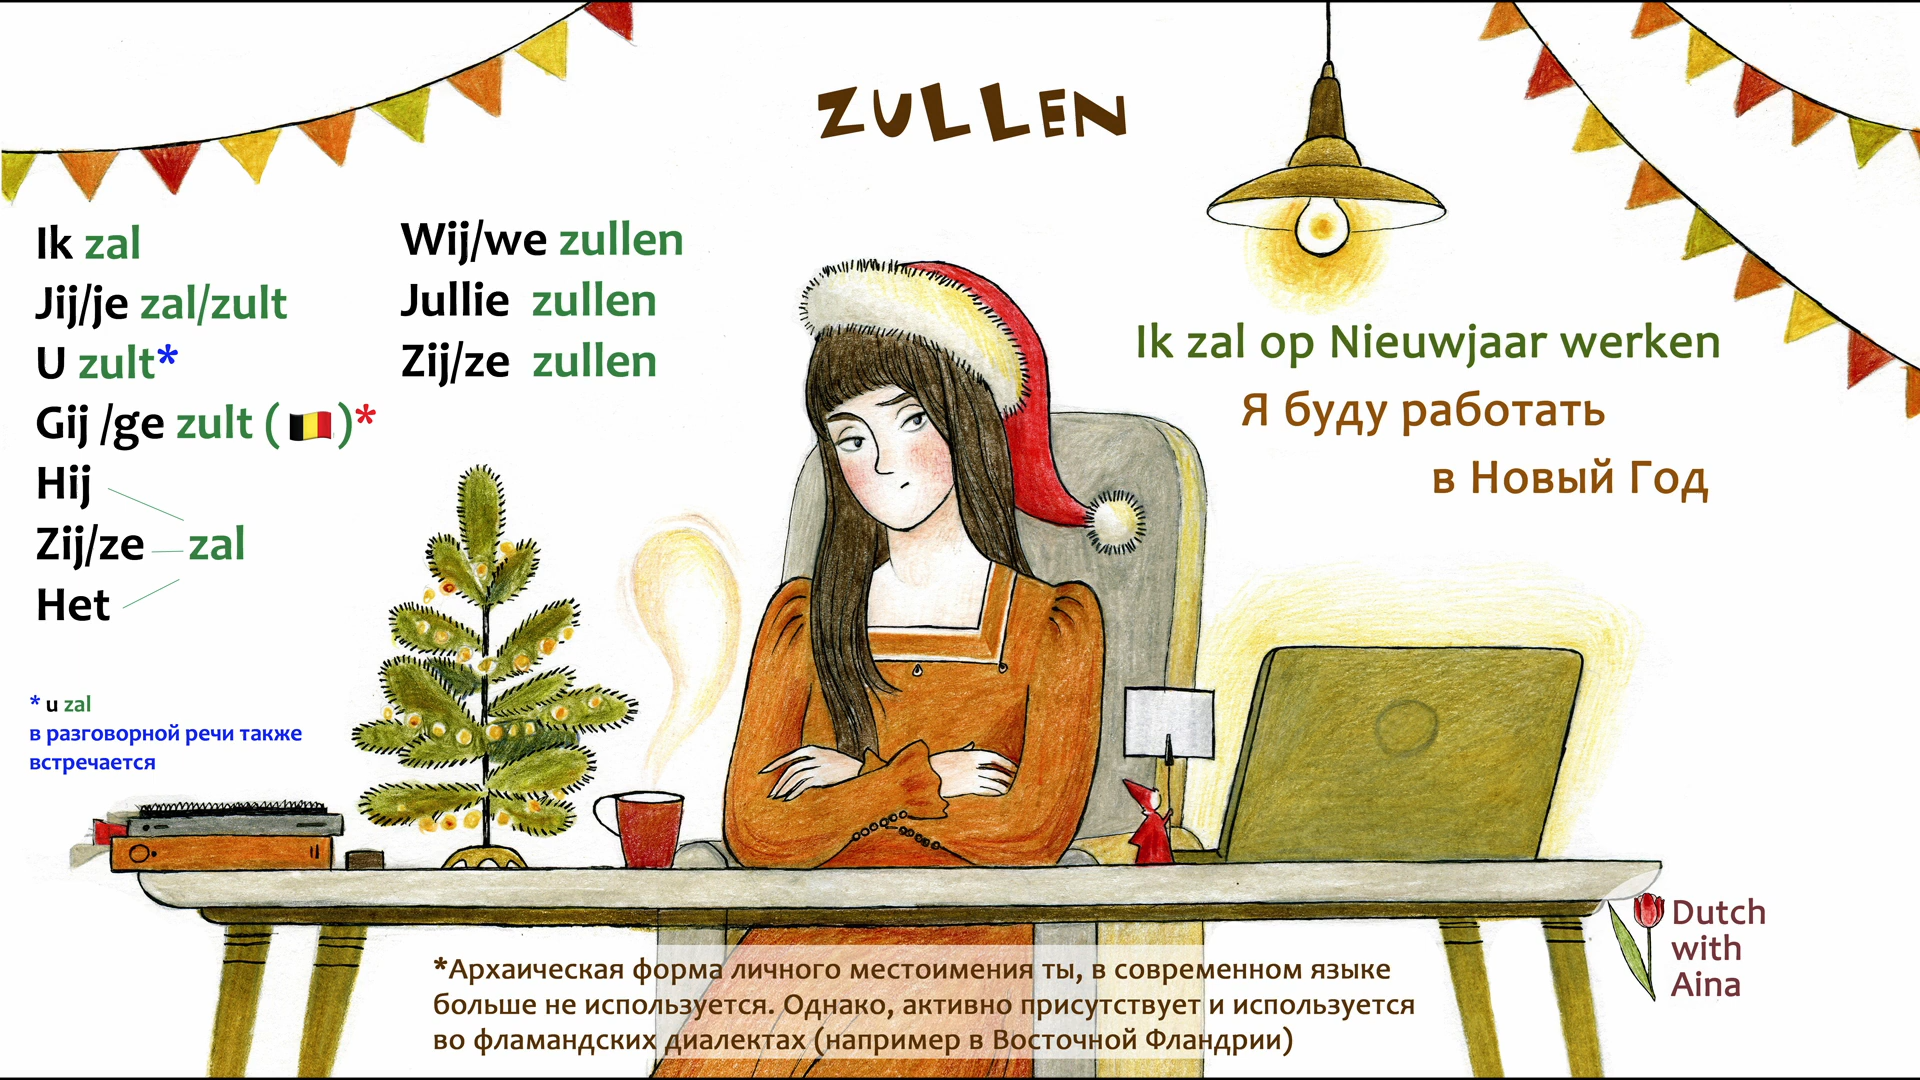 ZULLEN
Ik zal
Jij/je zal/zult
U zult*
Gij /ge zult ( )*
Hij
Zij/ze zal
Het
Wij/we zullen
Jullie zullen
Zij/ze zullen
Ik zal op Nieuwjaar werken
Я буду работать
в Новый Год
* u zal
в разговорной речи также
встречается
*Архаическая форма личного местоимения ты, в современном языке
больше не используется. Однако, активно присутствует и используется
во фламандских диалектах (например в Восточной Фландрии)
Dutch
with
Aina